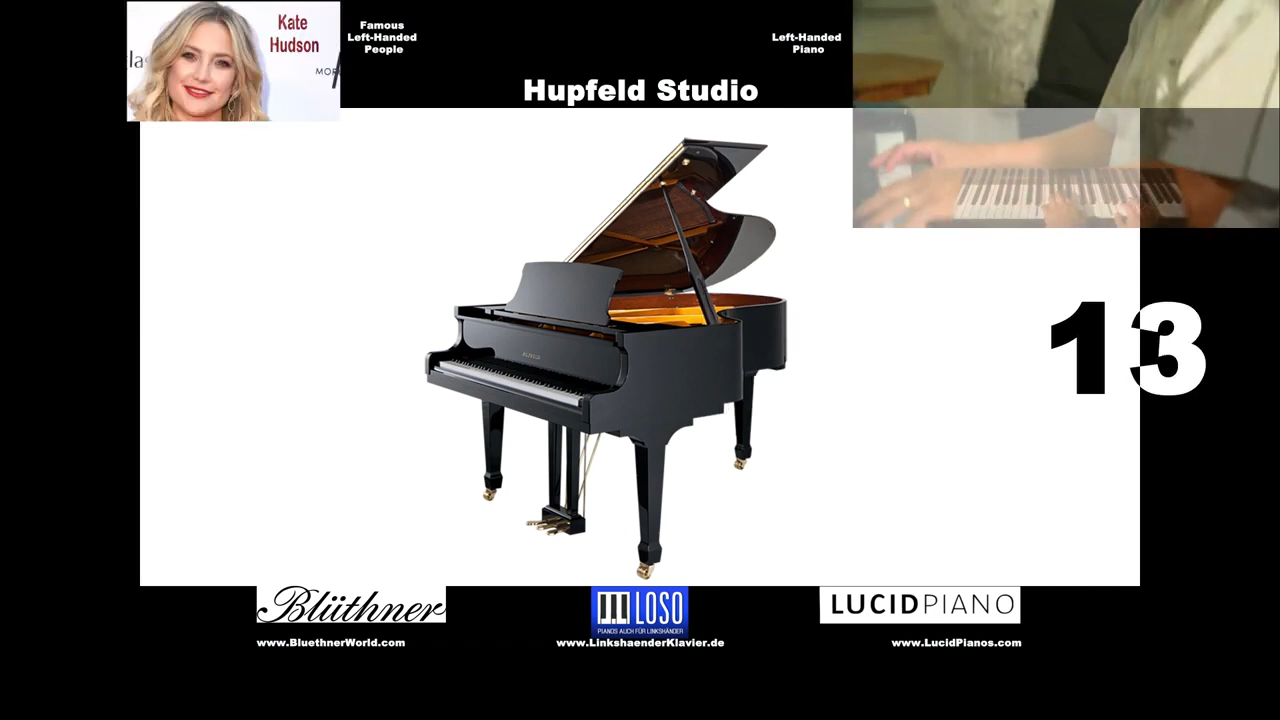 Kate
Hudson
Famous
Left-Handed
People
Left-Handed
Piano
Hupfeld Studio
13
Blüthner
www.BluethnerWorld.com
LOSO
PIANOS AUCH FÜR LINKSHÄNDER
www.LinkshaenderKlavier.de
LUCIDPIANO
www.LucidPianos.com